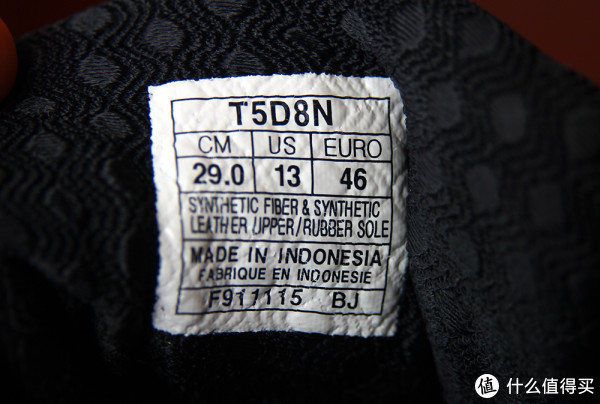 T5D8N
CM US EURO
29.0 13 46
SYNTHETIC FIBER & SYNTHETIC
LEATHER /UPPER/RUBBER SOLE
MADE IN INDONESIA
FABRIQUE EN INDONESIE
F911115 BJ
值 什么值得买